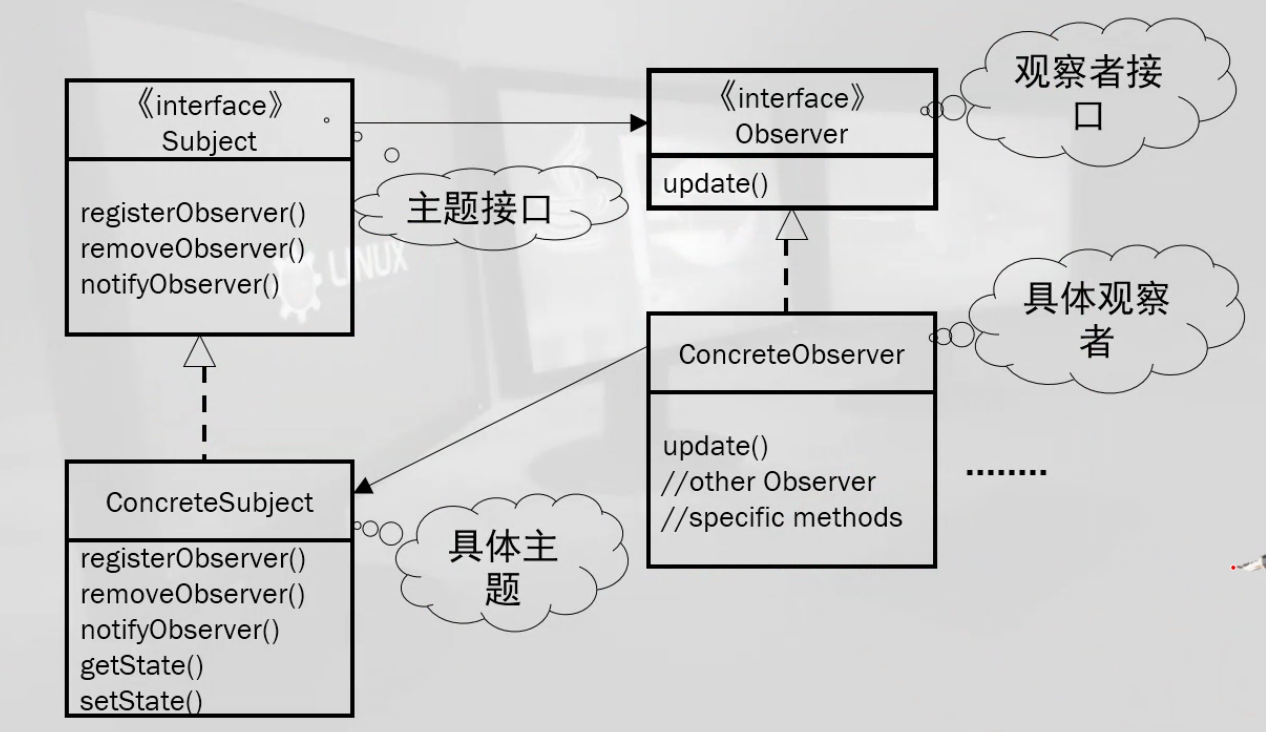 《interface》
Subject
registerObserver()
removeObserver()
notifyObserver()
主题接口
《interface》
Observer
update()
观察者接
口
ConcreteObserver
update()
//other Observer
//specific methods
具体观察
者
........
ConcreteSubject
registerObserver()
removeObserver()
notifyObserver()
getState()
setState()
具体主
题
LINUX